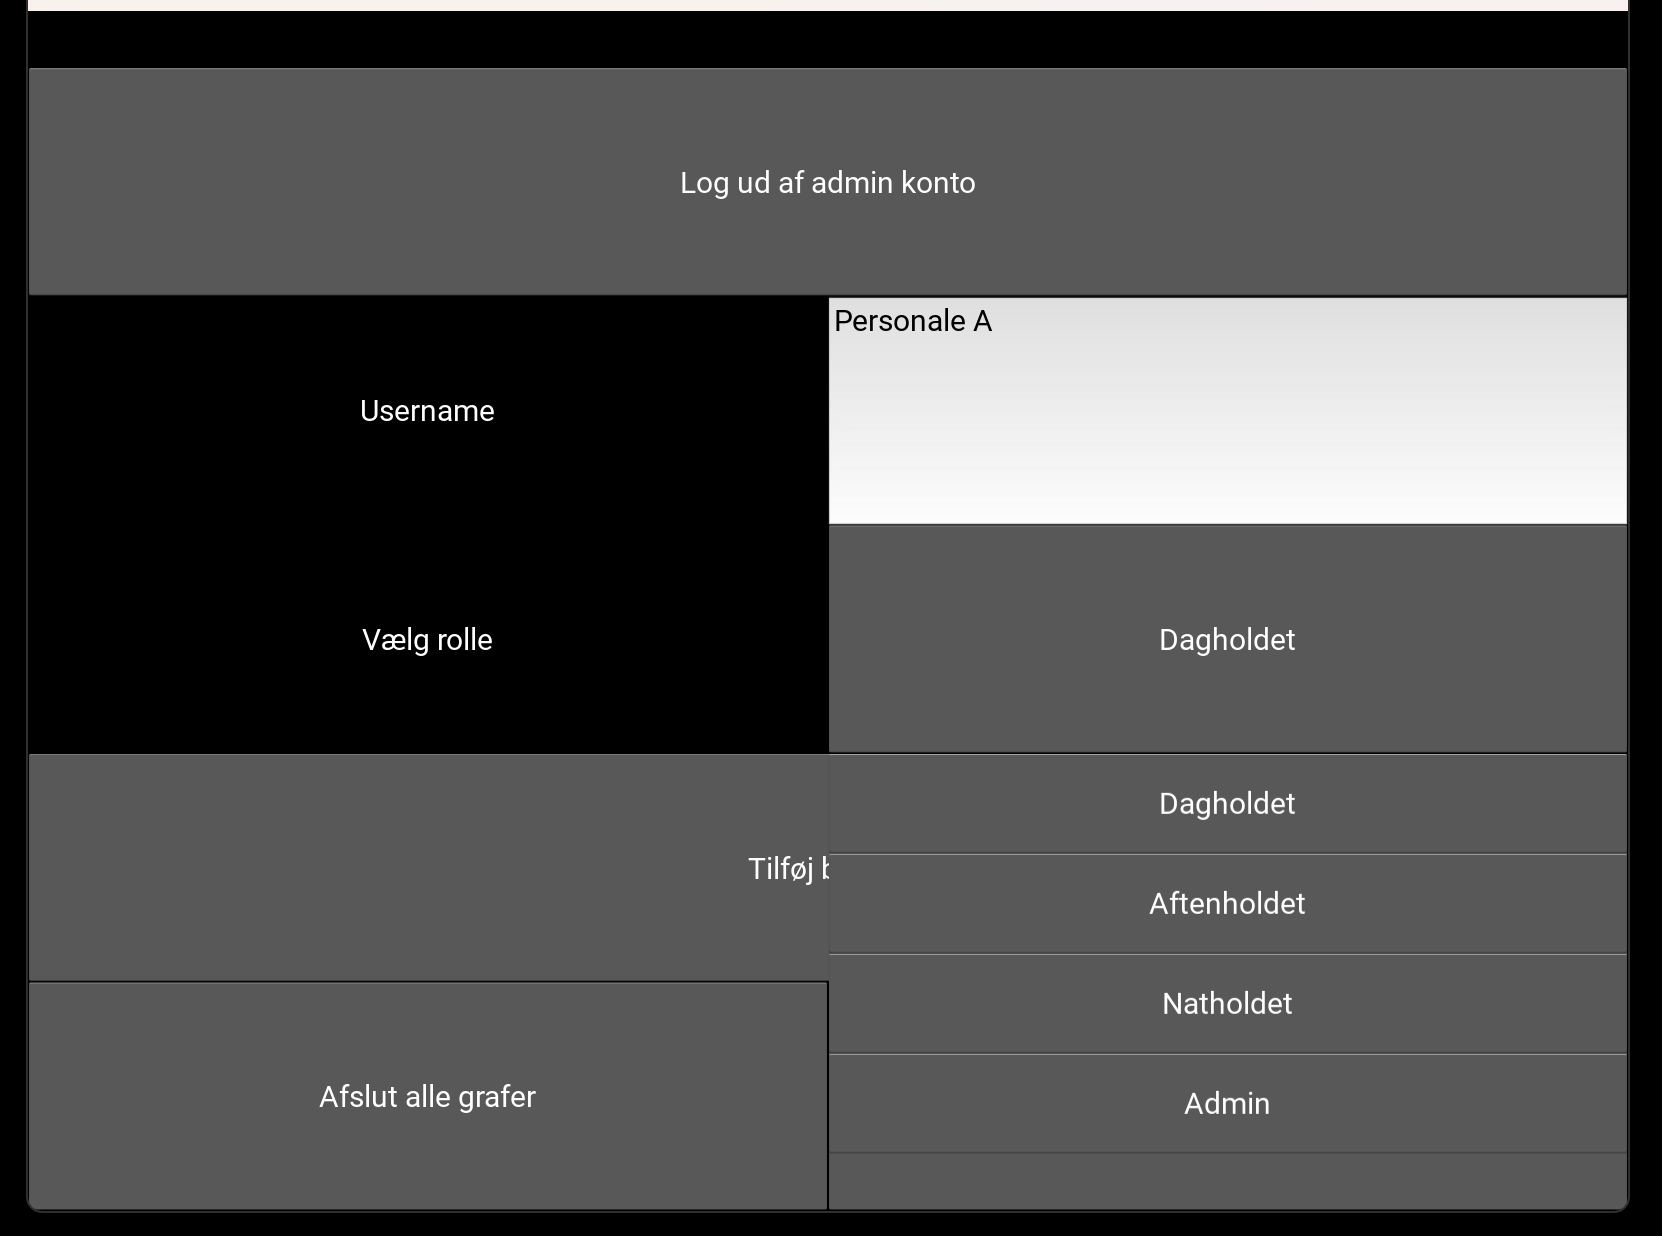 Log ud af admin konto
Username
Personale A
Vælg rolle
Dagholdet
Tilføj
Dagholdet
Aftenholdet
Natholdet
Afslut alle grafer
Admin